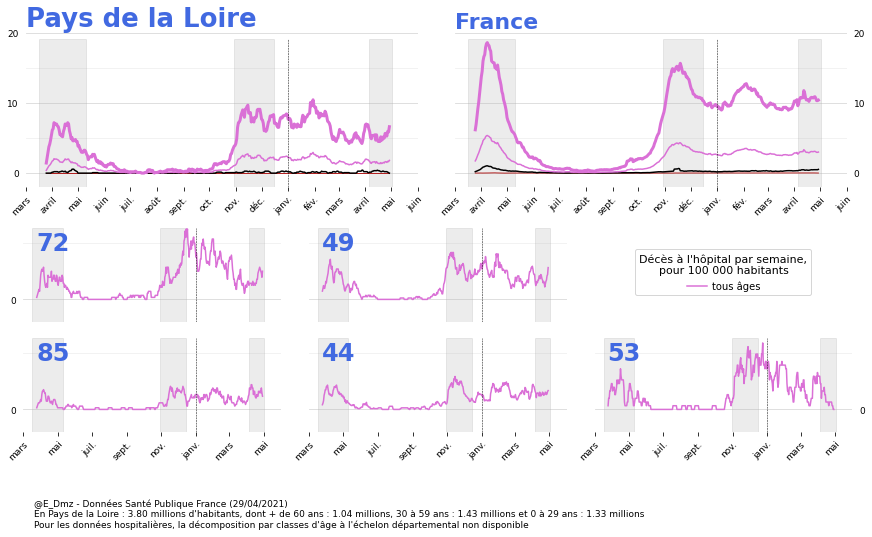 Pays de la Loire
France
20
20
10
10
0
0
mars avril mai juin juil. août sept. oct. nov. déc. janv. fév. mars avril mai juin
mars avril mai juin juil. août sept. oct. nov. déc. janv. fév. mars avril mai juin
72
49
Décès à l'hôpital par semaine,
pour 100 000 habitants
tous âges
0
85
44
53
0
0
mars mai juil. sept. nov. janv. mars mai
mars mai juil. sept. nov. janv. mars mai
mars mai juil. sept. nov. janv. mars mai
@E_Dmz - Données Santé Publique France (29/04/2021)
En Pays de la Loire : 3.80 millions d'habitants, dont + de 60 ans : 1.04 millions, 30 à 59 ans : 1.43 millions et 0 à 29 ans : 1.33 millions
Pour les données hospitalières, la décomposition par classes d'âge à l'échelon départemental non disponible